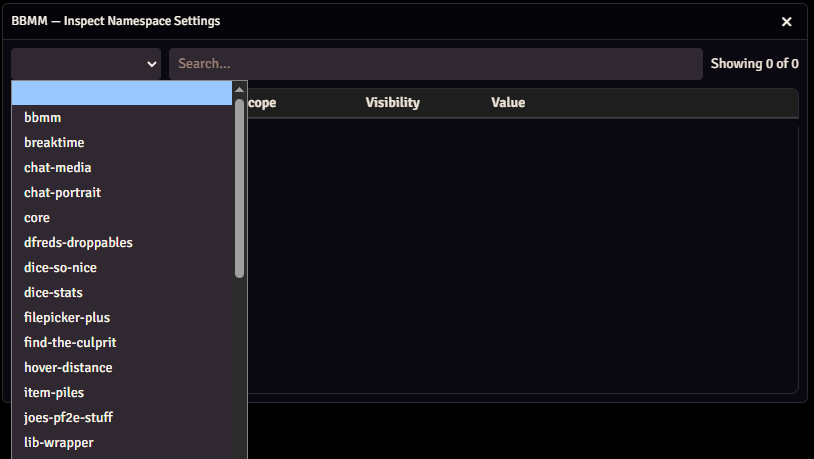 BBMM — Inspect Namespace Settings
Search... Showing 0 of 0
cope Visibility Value
bbmm
breaktime
chat-media
chat-portrait
core
dfreds-droppables
dice-so-nice
dice-stats
filepicker-plus
find-the-culprit
hover-distance
item-piles
joes-pf2e-stuff
lib-wrapper